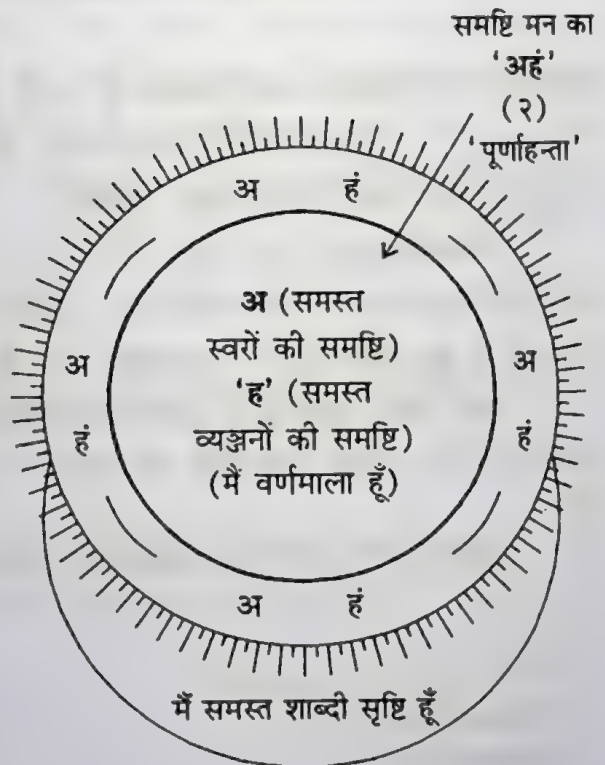 समष्टि मन का
'अहं'
(२)
'पूर्णाहन्ता'
अ हं
अ (समस्त
स्वरों की समष्टि)
'ह' (समस्त
व्यञ्जनों की समष्टि)
(मैं वर्णमाला हूँ)
अ
हं
अ
हं
अ हं
मैं समस्त शाब्दी सृष्टि हूँ